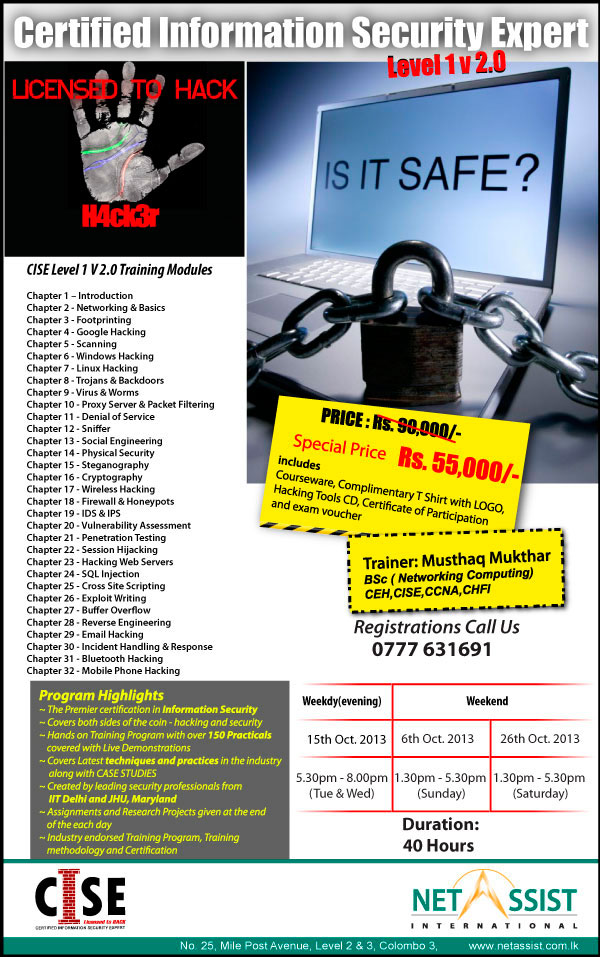 Certified Information Security Expert
Level 1 v 2.0
LICENSED TO HACK
H4ck3r
IS IT SAFE?
CISE Level 1 V 2.0 Training Modules
Chapter 1 – Introduction
Chapter 2 - Networking & Basics
Chapter 3 - Footprinting
Chapter 4 - Google Hacking
Chapter 5 - Scanning
Chapter 6 - Windows Hacking
Chapter 7 - Linux Hacking
Chapter 8 - Trojans & Backdoors
Chapter 9 - Virus & Worms
Chapter 10 - Proxy Server & Packet Filtering
Chapter 11 - Denial of Service
Chapter 12 - Sniffer
Chapter 13 - Social Engineering
Chapter 14 - Physical Security
Chapter 15 - Steganography
Chapter 16 - Cryptography
Chapter 17 - Wireless Hacking
Chapter 18 - Firewall & Honeypots
Chapter 19 - IDS & IPS
Chapter 20 - Vulnerability Assessment
Chapter 21 - Penetration Testing
Chapter 22 - Session Hijacking
Chapter 23 - Hacking Web Servers
Chapter 24 - SQL Injection
Chapter 25 - Cross Site Scripting
Chapter 26 - Exploit Writing
Chapter 27 - Buffer Overflow
Chapter 28 - Reverse Engineering
Chapter 29 - Email Hacking
Chapter 30 - Incident Handling & Response
Chapter 31 - Bluetooth Hacking
Chapter 32 - Mobile Phone Hacking
PRICE : Rs. 90,000/-
Special Price Rs. 55,000/-
includes
Courseware, Complimentary T Shirt with LOGO,
Hacking Tools CD, Certificate of Participation
and exam voucher
Trainer: Musthaq Mukthar
BSc ( Networking Computing)
CEH,CISE,CCNA,CHFI
Registrations Call Us
0777 631691
Program Highlights
~ The Premier certification in Information Security
~ Covers both sides of the coin - hacking and security
~ Hands on Training Program with over 150 Practicals
covered with Live Demonstrations
~ Covers Latest techniques and practices in the industry
along with CASE STUDIES
~ Created by leading security professionals from
IIT Delhi and JHU, Maryland
~ Assignments and Research Projects given at the end
of the each day
~ Industry endorsed Training Program, Training
methodology and Certification
Weekdy(evening) Weekend
15th Oct. 2013 6th Oct. 2013 26th Oct. 2013
5.30pm - 8.00pm 1.30pm - 5.30pm 1.30pm - 5.30pm
(Tue & Wed) (Sunday) (Saturday)
Duration:
40 Hours
CISE
Licensed to HACK
CERTIFIED INFORMATION SECURITY EXPERT
NET ASSIST
INTERNATIONAL
No. 25, Mile Post Avenue, Level 2 & 3, Colombo 3, www.netassist.com.lk